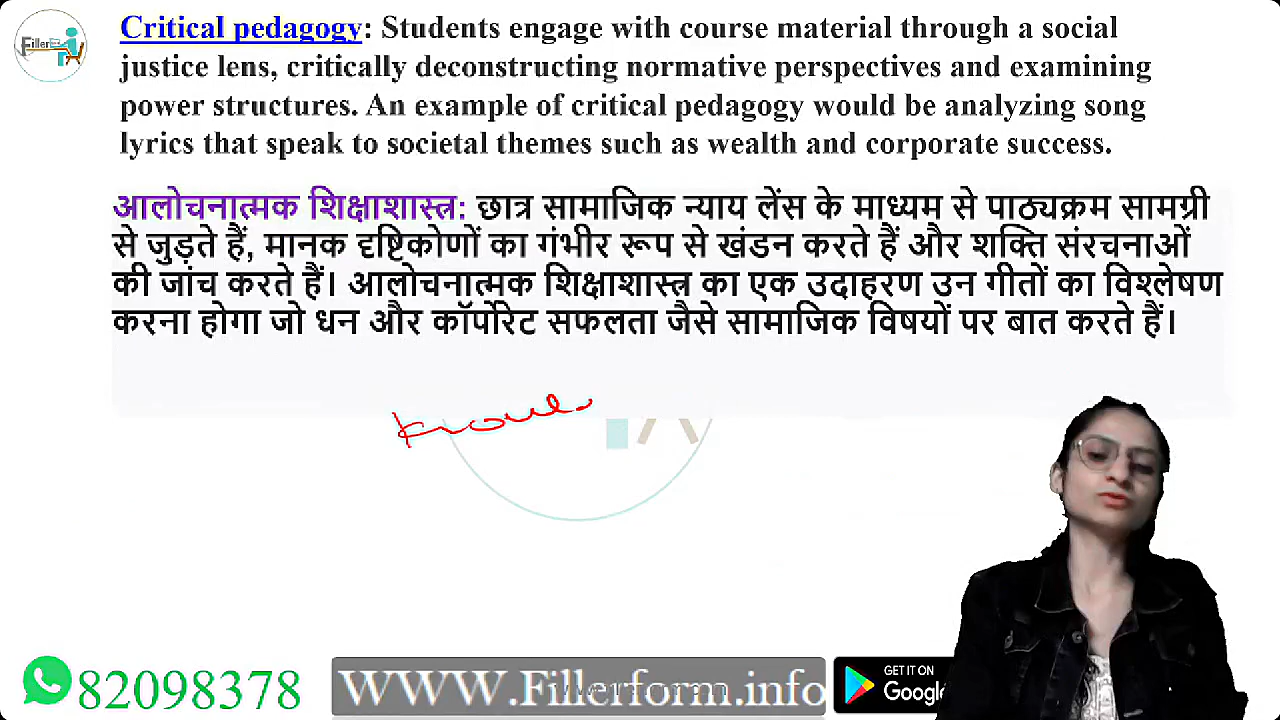 Filler
Critical pedagogy: Students engage with course material through a social
justice lens, critically deconstructing normative perspectives and examining
power structures. An example of critical pedagogy would be analyzing song
lyrics that speak to societal themes such as wealth and corporate success.
आलोचनात्मक शिक्षाशास्त्र: छात्र सामाजिक न्याय लेंस के माध्यम से पाठ्यक्रम सामग्री
से जुड़ते हैं, मानक दृष्टिकोणों का गंभीर रूप से खंडन करते हैं और शक्ति संरचनाओं
की जांच करते हैं। आलोचनात्मक शिक्षाशास्त्र का एक उदाहरण उन गीतों का विश्लेषण
करना होगा जो धन और कॉर्पोरेट सफलता जैसे सामाजिक विषयों पर बात करते हैं।
82098378
WWW.Fillerform.info
GET IT ON
Google